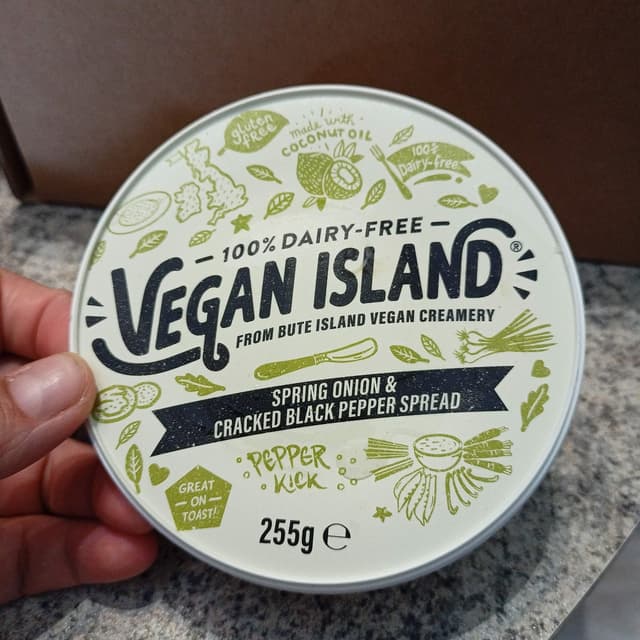 gluten
free
made with
COCONUT OIL
100%
Dairy-free
100% DAIRY-FREE
VEGAN ISLAND®
FROM BUTE ISLAND VEGAN CREAMERY
SPRING ONION &
CRACKED BLACK PEPPER SPREAD
PEPPER
KICK
GREAT
- ON -
TOAST!
255g ℮